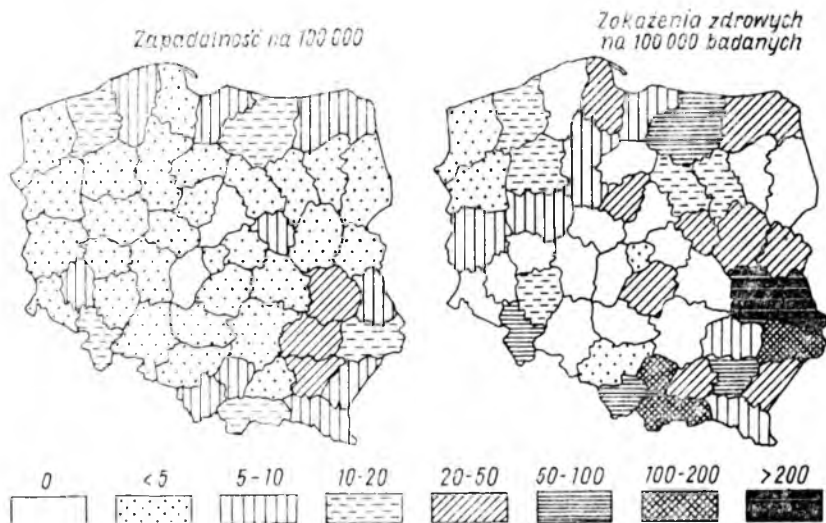 Zapadalność na 100 000
Zakażenia zdrowych
na 100 000 badanych
0 <5 5-10 10-20 20-50 50-100 100-200 >200